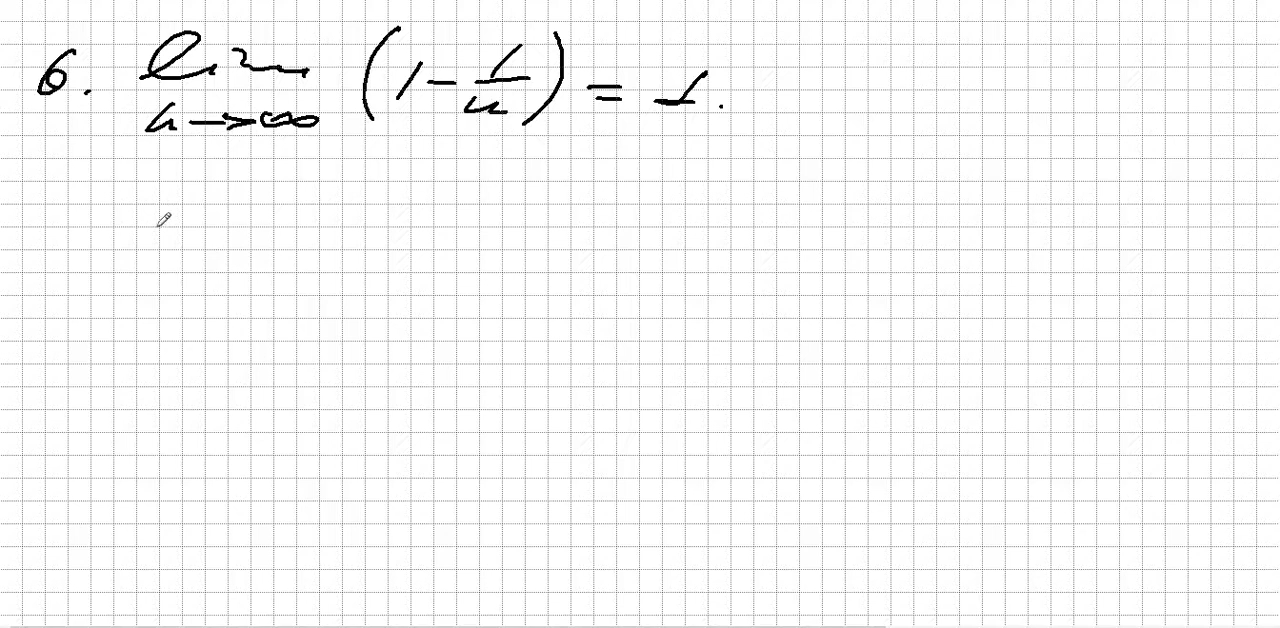 6. lim (1 - 1/n) = 1.
n→∞